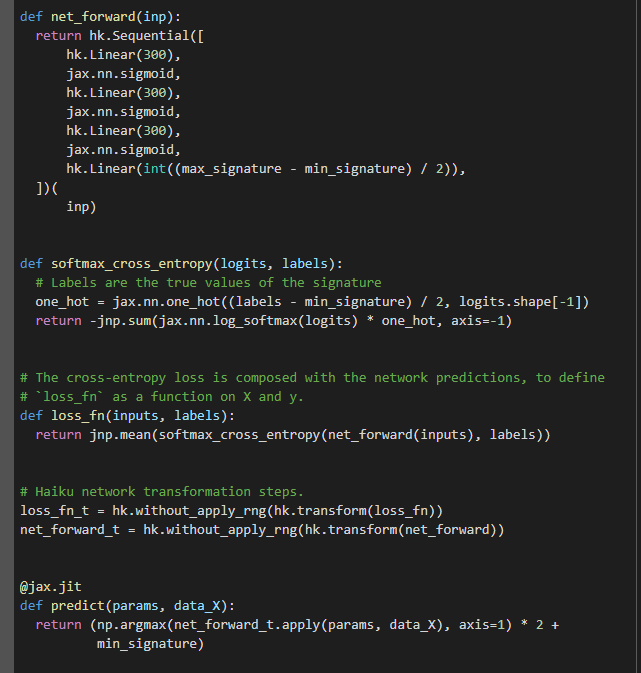 def net_forward(inp):
  return hk.Sequential([
      hk.Linear(300),
      jax.nn.sigmoid,
      hk.Linear(300),
      jax.nn.sigmoid,
      hk.Linear(300),
      jax.nn.sigmoid,
      hk.Linear(int((max_signature - min_signature) / 2)),
  ])(
      inp)
def softmax_cross_entropy(logits, labels):
  # Labels are the true values of the signature
  one_hot = jax.nn.one_hot((labels - min_signature) / 2, logits.shape[-1])
  return -jnp.sum(jax.nn.log_softmax(logits) * one_hot, axis=-1)
# The cross-entropy loss is composed with the network predictions, to define
# `loss_fn` as a function on X and y.
def loss_fn(inputs, labels):
  return jnp.mean(softmax_cross_entropy(net_forward(inputs), labels))
# Haiku network transformation steps.
loss_fn_t = hk.without_apply_rng(hk.transform(loss_fn))
net_forward_t = hk.without_apply_rng(hk.transform(net_forward))
@jax.jit
def predict(params, data_X):
  return (np.argmax(net_forward_t.apply(params, data_X), axis=1) * 2 +
          min_signature)